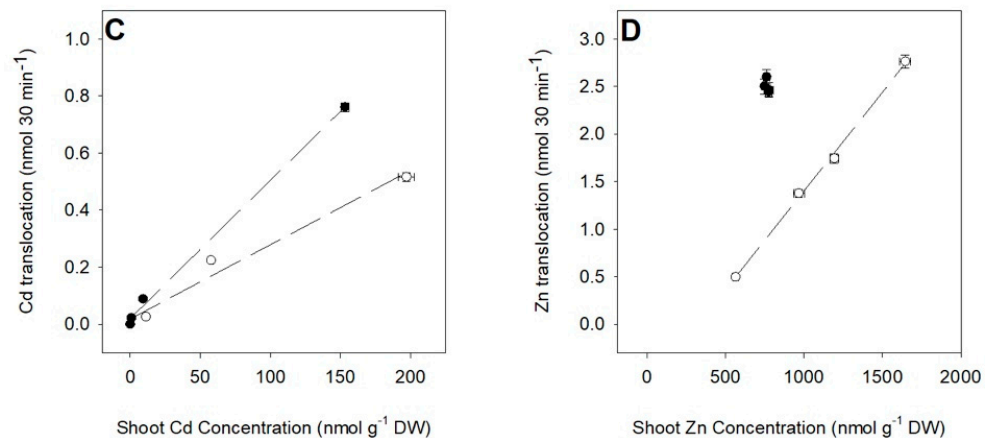 C
Cd translocation (nmol 30 min⁻¹)
1.0
0.8
0.6
0.4
0.2
0.0
0 50 100 150 200
Shoot Cd Concentration (nmol g⁻¹ DW)
D
Zn translocation (nmol 30 min⁻¹)
3.0
2.5
2.0
1.5
1.0
0.5
0.0
0 500 1000 1500 2000
Shoot Zn Concentration (nmol g⁻¹ DW)